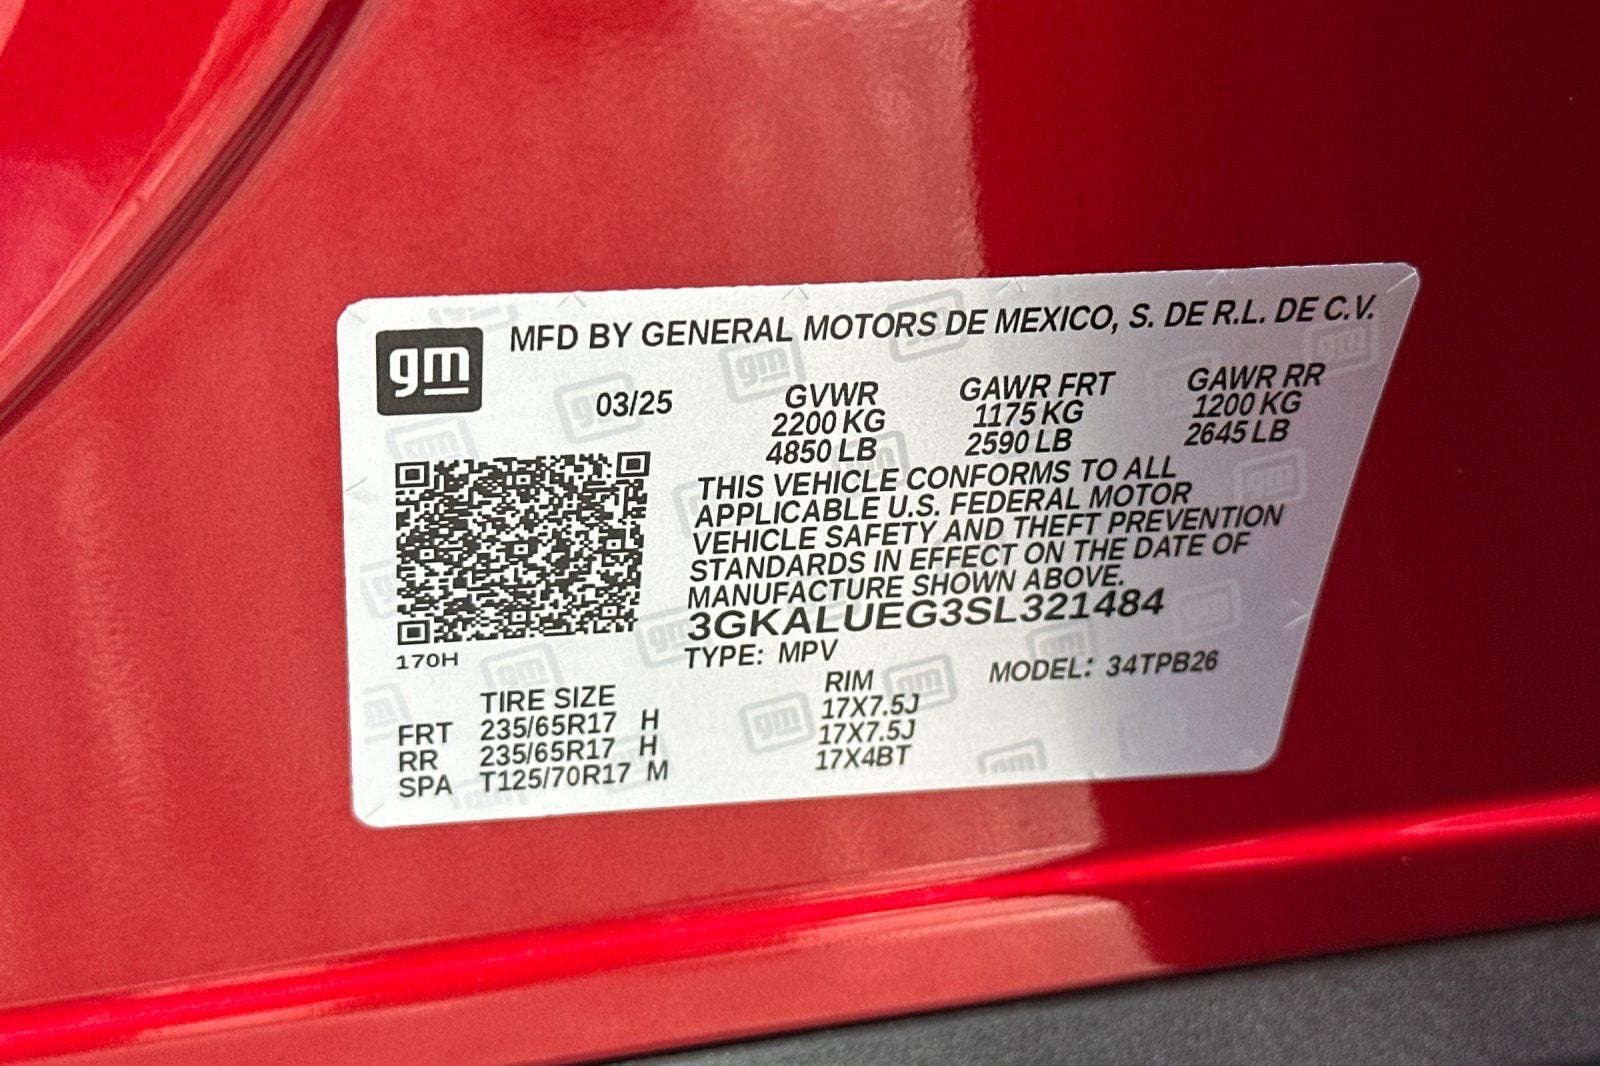 gm MFD BY GENERAL MOTORS DE MEXICO, S. DE R.L. DE C.V.
03/25 GVWR GAWR FRT GAWR RR
2200 KG 1175 KG 1200 KG
4850 LB 2590 LB 2645 LB
THIS VEHICLE CONFORMS TO ALL
APPLICABLE U.S. FEDERAL MOTOR
VEHICLE SAFETY AND THEFT PREVENTION
STANDARDS IN EFFECT ON THE DATE OF
MANUFACTURE SHOWN ABOVE.
3GKALUEG3SL321484
170H
TYPE: MPV MODEL: 34TPB26
TIRE SIZE RIM
FRT 235/65R17 H 17X7.5J
RR 235/65R17 H 17X7.5J
SPA T125/70R17 M 17X4BT